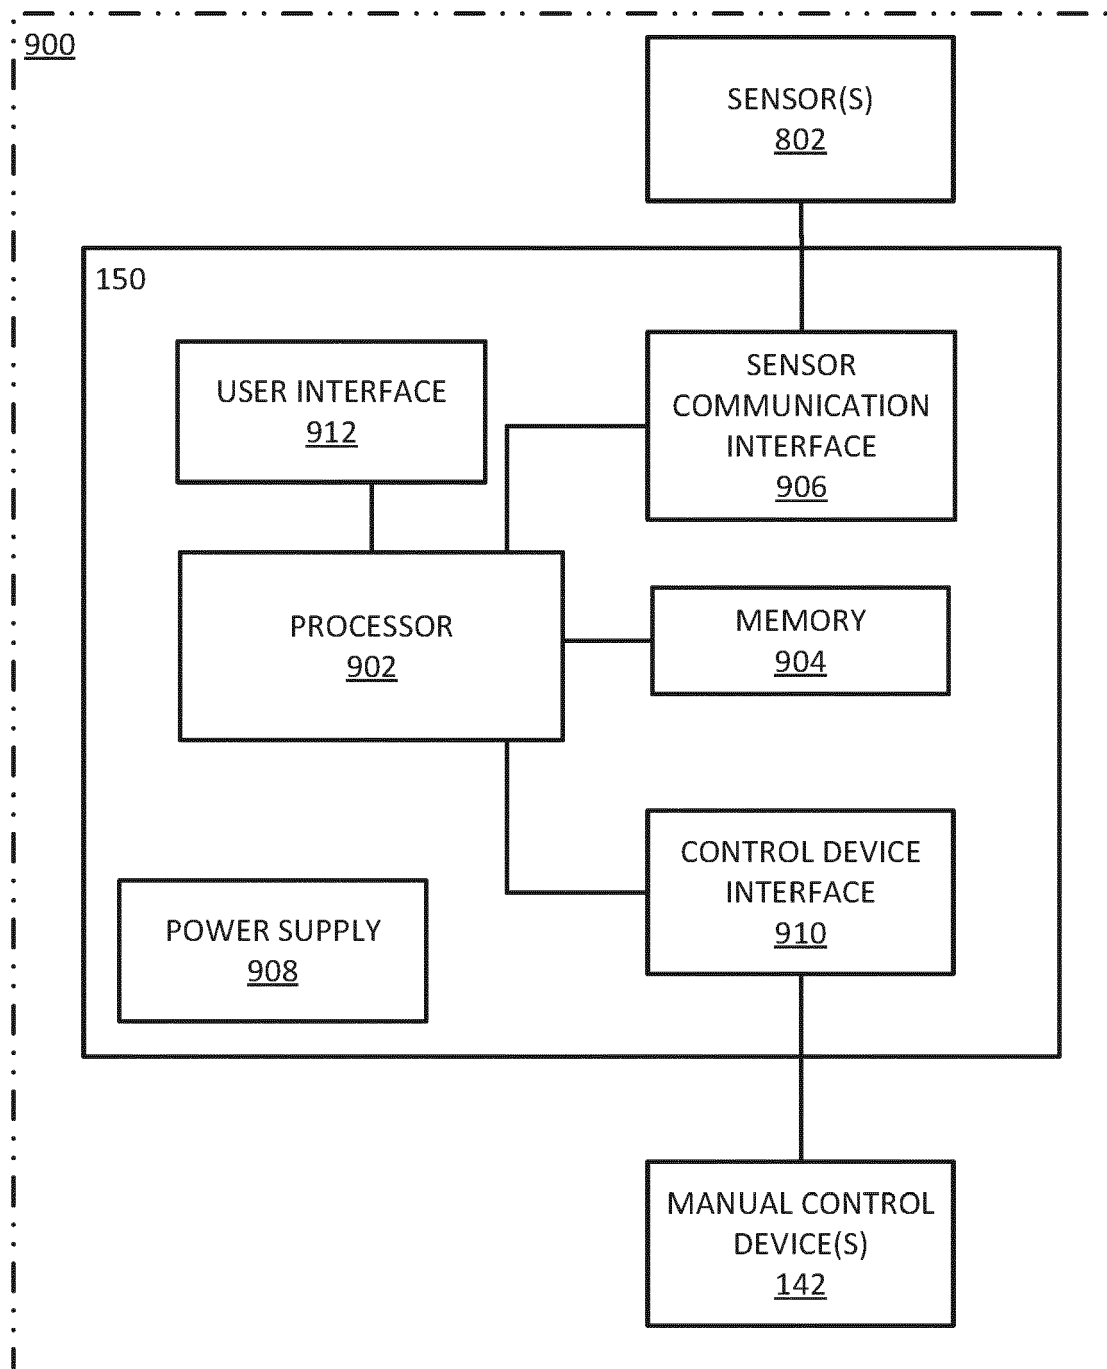 900
SENSOR(S)
802
150
USER INTERFACE
912
SENSOR
COMMUNICATION
INTERFACE
906
PROCESSOR
902
MEMORY
904
CONTROL DEVICE
INTERFACE
910
POWER SUPPLY
908
MANUAL CONTROL
DEVICE(S)
142